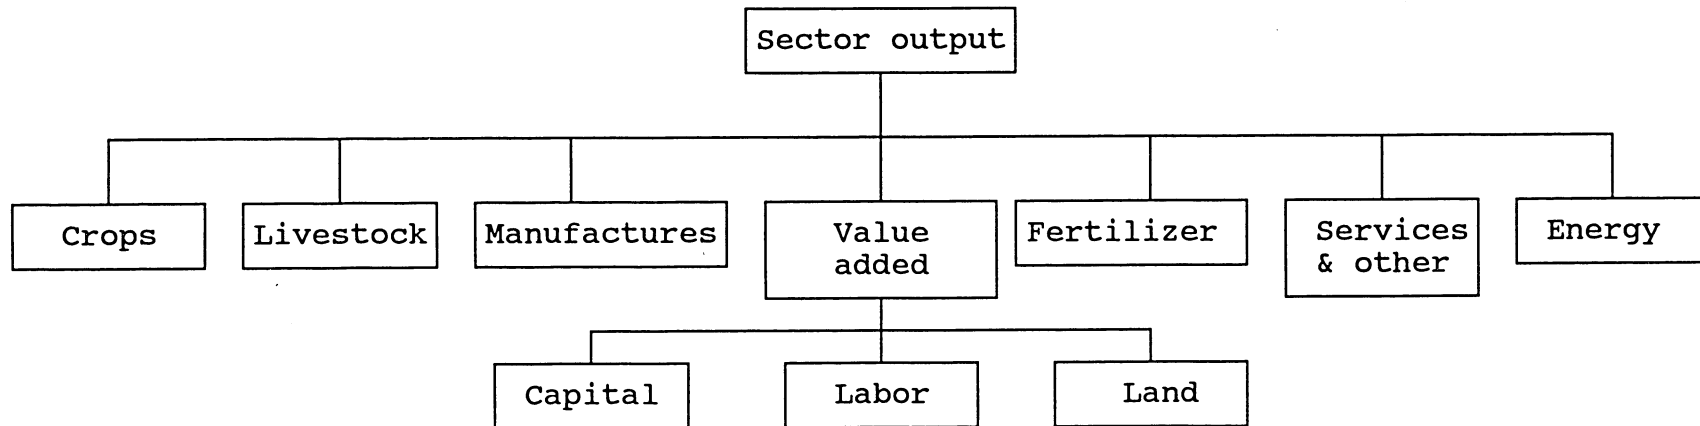 Sector output
Crops
Livestock
Manufactures
Value
added
Fertilizer
Services
& other
Energy
Capital
Labor
Land